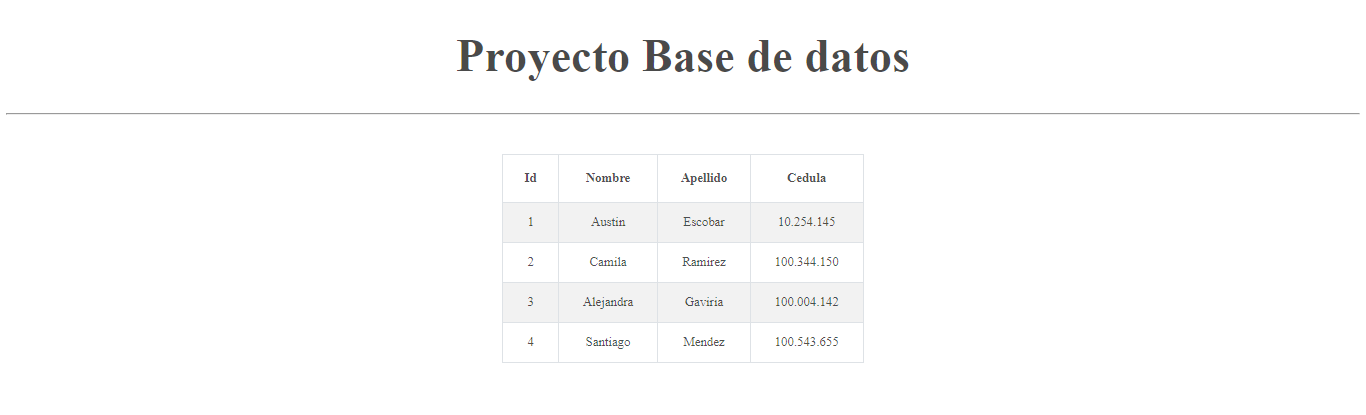 Proyecto Base de datos
Id Nombre Apellido Cedula
1 Austin Escobar 10.254.145
2 Camila Ramirez 100.344.150
3 Alejandra Gaviria 100.004.142
4 Santiago Mendez 100.543.655